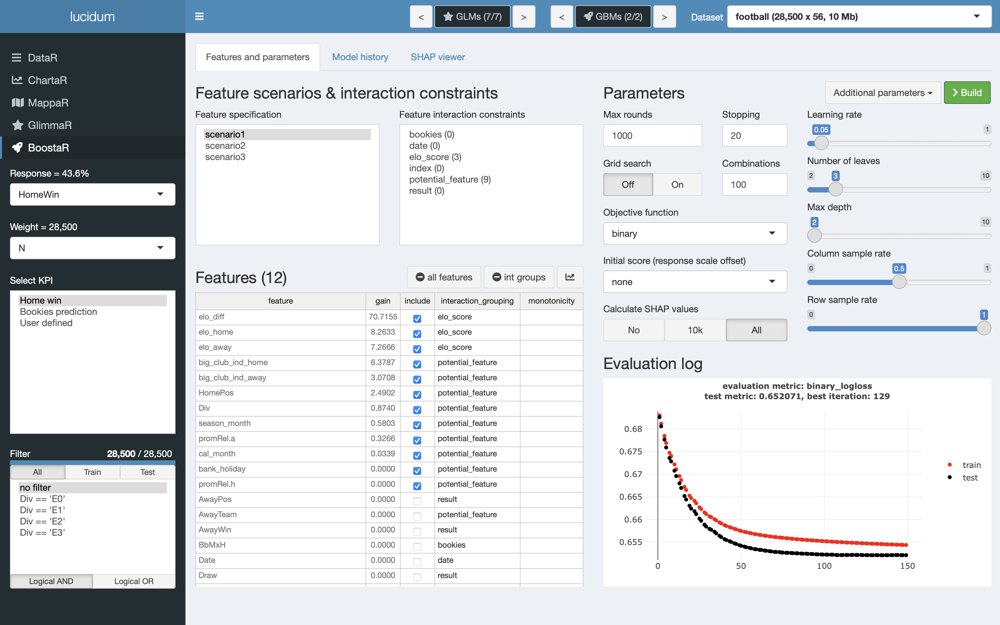 lucidum
< GLMs (7/7) > < GBMs (2/2) > Dataset football (28,500 x 56, 10 Mb)
DataR
ChartaR
MappaR
GlimmaR
BoostaR
Response = 43.6%
HomeWin
Weight = 28,500
N
Select KPI
Home win
Bookies prediction
User defined
Filter 28,500 / 28,500
All Train Test
no filter
Div == 'E0'
Div == 'E1'
Div == 'E2'
Div == 'E3'
Logical AND Logical OR
Features and parameters Model history SHAP viewer
Feature scenarios & interaction constraints
Feature specification
scenario1
scenario2
scenario3
Feature interaction constraints
bookies (0)
date (0)
elo_score (3)
index (0)
potential_feature (9)
result (0)
Features (12) all features int groups
feature gain include interaction_grouping monotonicity
elo_diff 70.7155 elo_score
elo_home 8.2633 elo_score
elo_away 7.2666 elo_score
big_club_ind_home 6.3787 potential_feature
big_club_ind_away 3.0708 potential_feature
HomePos 2.4902 potential_feature
Div 0.8740 potential_feature
season_month 0.5803 potential_feature
promRel.a 0.3266 potential_feature
cal_month 0.0339 potential_feature
bank_holiday 0.0000 potential_feature
promRel.h 0.0000 potential_feature
AwayPos 0.0000 result
AwayTeam 0.0000 potential_feature
AwayWin 0.0000 result
BbMxH 0.0000 bookies
Date 0.0000 date
Draw 0.0000 result
Parameters Additional parameters Build
Max rounds Stopping
1000 20
Grid search Combinations
Off On 100
Objective function
binary
Initial score (response scale offset)
none
Calculate SHAP values
No 10k All
Learning rate
0.05 1
Number of leaves
2 3 10
Max depth
2 10
Column sample rate
0 0.5 1
Row sample rate
0 1
Evaluation log
evaluation metric: binary_logloss
test metric: 0.652071, best iteration: 129
0.68
0.675
0.67
0.665
0.66
0.655
0 50 100 150
train
test